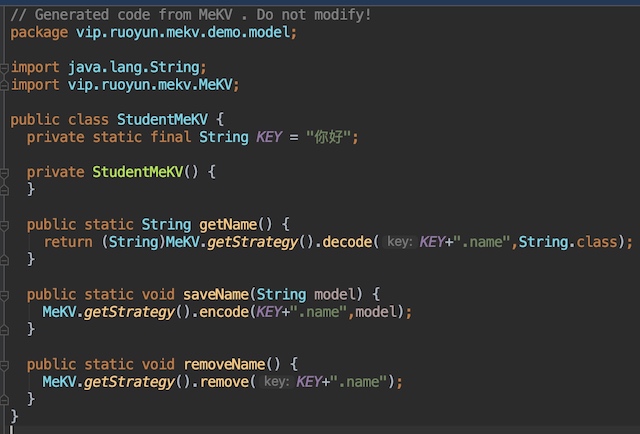 // Generated code from MeKV . Do not modify!
package vip.ruoyun.mekv.demo.model;
import java.lang.String;
import vip.ruoyun.mekv.MeKV;
public class StudentMeKV {
private static final String KEY = "你好";
private StudentMeKV() {
}
public static String getName() {
return (String)MeKV.getStrategy().decode( key: KEY+".name",String.class);
}
public static void saveName(String model) {
MeKV.getStrategy().encode(KEY+".name",model);
}
public static void removeName() {
MeKV.getStrategy().remove( key: KEY+".name");
}
}